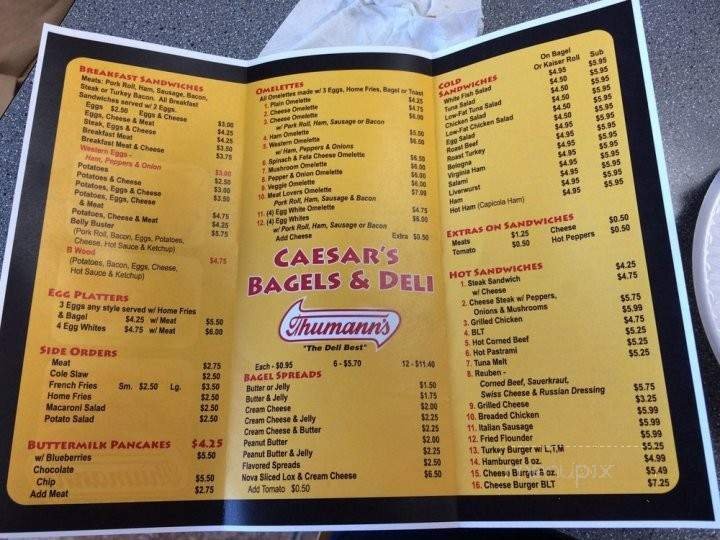 BREAKFAST SANDWICHES
Meats: Pork Roll, Ham, Sausage, Bacon,
Steak or Turkey Bacon. All Breakfast
Sandwiches served w/ 2 Eggs.
Eggs $2.50 Eggs & Cheese $3.00
Eggs, Cheese & Meat $4.25
Steak, Eggs & Cheese $4.25
Breakfast Meat $3.50
Breakfast Meat & Cheese $3.75
Western Eggs -
Ham, Peppers & Onion $3.00
Potatoes $2.50
Potatoes & Cheese $3.00
Potatoes, Eggs & Cheese $3.50
Potatoes, Eggs, Cheese
& Meat $4.75
Potatoes, Cheese & Meat $4.25
Belly Buster $5.75
(Pork Roll, Bacon, Eggs, Potatoes,
Cheese, Hot Sauce & Ketchup)
B Wood $4.75
(Potatoes, Bacon, Eggs, Cheese,
Hot Sauce & Ketchup)
EGG PLATTERS
3 Eggs any style served w/ Home Fries
& Bagel $4.25 w/ Meat $5.50
4 Egg Whites $4.75 w/ Meat $6.00
SIDE ORDERS
Meat $2.75
Cole Slaw $2.50
French Fries Sm. $2.50 Lg. $3.50
Home Fries $2.50
Macaroni Salad $2.50
Potato Salad $2.50
BUTTERMILK PANCAKES $4.25
w/ Blueberries $5.50
Chocolate
Chip $5.50
Add Meat $2.75
OMELETTES
All Omelettes made w/ 3 Eggs, Home Fries, Bagel or Toast
1. Plain Omelette $4.25
2. Cheese Omelette $4.75
3. Cheese Omelette $6.00
w/ Pork Roll, Ham, Sausage or Bacon
4. Ham Omelette $5.50
5. Western Omelette $6.50
w/ Ham, Peppers & Onions
6. Spinach & Feta Cheese Omelette $6.50
7. Mushroom Omelette $6.00
8. Pepper & Onion Omelette $6.00
9. Veggie Omelette $6.00
10. Meat Lovers Omelette $7.00
Pork Roll, Ham, Sausage & Bacon
11. (4) Egg White Omelette $4.75
12. (4) Egg Whites $6.00
w/ Pork Roll, Ham, Sausage or Bacon
Add Cheese Extra $0.50
CAESAR'S
BAGELS & DELI
Thumann's
"The Deli Best"
Each - $0.95 6 - $5.70 12 - $11.40
BAGEL SPREADS
Butter or Jelly $1.50
Butter & Jelly $1.75
Cream Cheese $2.00
Cream Cheese & Jelly $2.25
Cream Cheese & Butter $2.25
Peanut Butter $2.00
Peanut Butter & Jelly $2.25
Flavored Spreads $2.50
Nova Sliced Lox & Cream Cheese $6.50
Add Tomato $0.50
COLD
SANDWICHES
On Bagel
Or Kaiser Roll Sub
White Fish Salad $4.95 $5.95
Tuna Salad $4.50 $5.95
Low-Fat Tuna Salad $4.50 $5.95
Chicken Salad $4.50 $5.95
Low-Fat Chicken Salad $4.50 $5.95
Egg Salad
Roast Beef $4.95 $5.95
Roast Turkey $4.95 $5.95
Bologna $4.95 $5.95
Virginia Ham $4.95 $5.95
Salami $4.95 $5.95
Liverwurst $4.95 $5.95
Ham $4.95 $5.95
Hot Ham (Capicola Ham) $4.95 $5.95
EXTRAS ON SANDWICHES
Meats $1.25 Cheese $0.50
Tomato $0.50 Hot Peppers $0.50
HOT SANDWICHES
1. Steak Sandwich $4.25
w/ Cheese $4.75
2. Cheese Steak w/ Peppers,
Onions & Mushrooms $5.75
3. Grilled Chicken $5.99
4. BLT $4.75
5. Hot Corned Beef $5.25
6. Hot Pastrami $5.25
7. Tuna Melt $5.25
8. Reuben -
Corned Beef, Sauerkraut,
Swiss Cheese & Russian Dressing $5.75
9. Grilled Cheese $3.25
10. Breaded Chicken $5.99
11. Italian Sausage $5.99
12. Fried Flounder $5.99
13. Turkey Burger w/ L,T,M $5.25
14. Hamburger 8 oz. $4.99
15. Cheese Burger 8 oz. $5.49
16. Cheese Burger BLT $7.25